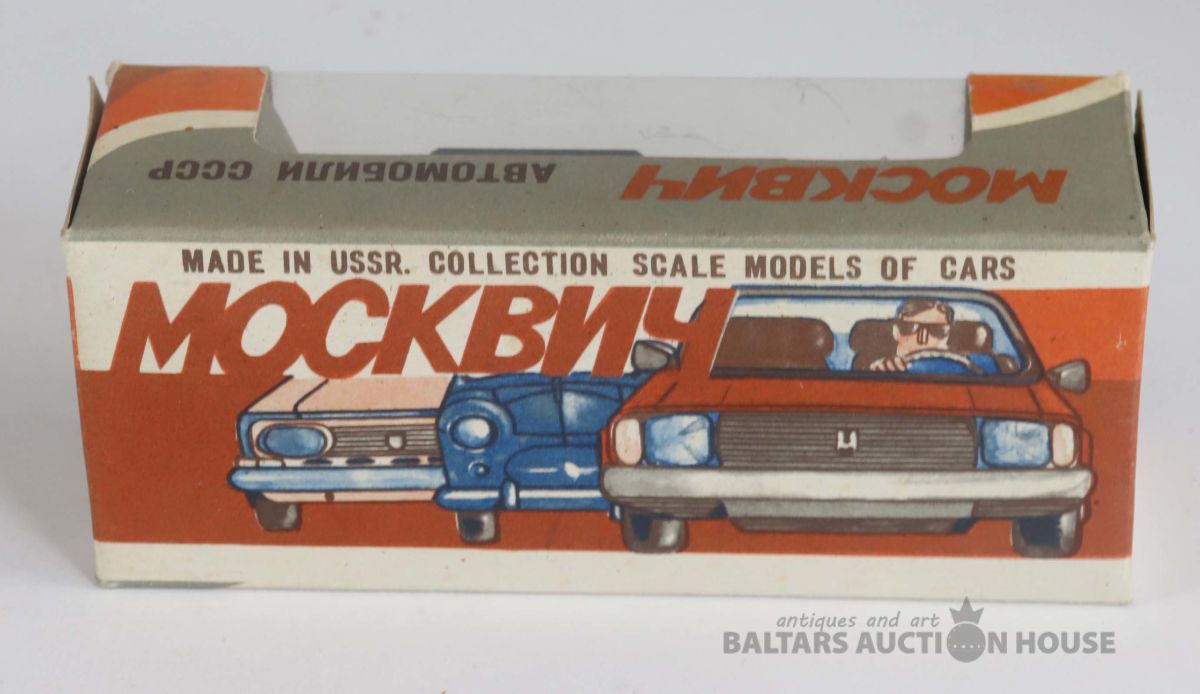 АВТОМОБИЛИ СССР МОСКВИЧ
MADE IN USSR. COLLECTION SCALE MODELS OF CARS
МОСКВИЧ
antiques and art
BALTARS AUCTION HOUSE